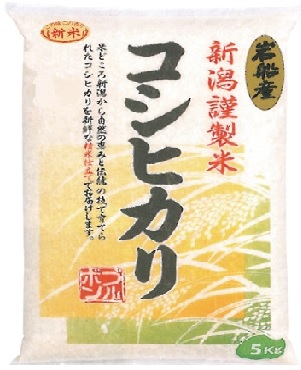 新米
岩船産
新潟謹製米
コシヒカリ
米どころ新潟から自然の恵みと伝統の技で育てら
れたコシヒカリを新鮮な精米仕立てでお届けします。
5Kg